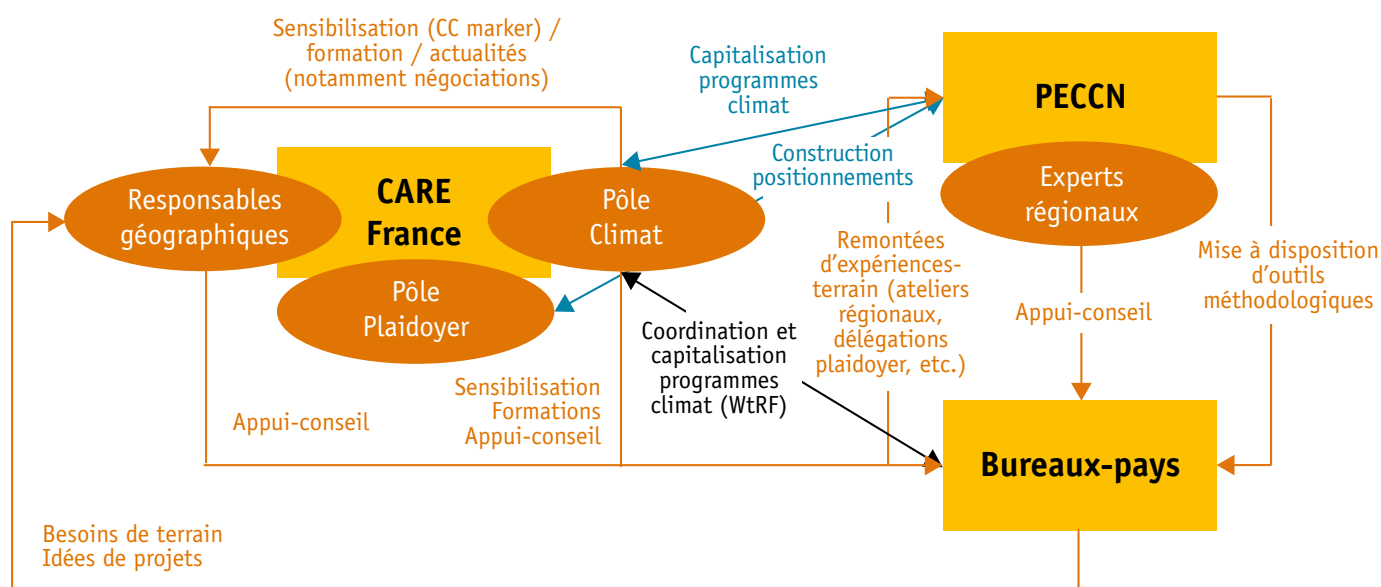 Sensibilisation (CC marker) /
formation / actualités
(notamment négociations)
Capitalisation
programmes
climat
PECCN
Construction
positionnements
Responsables
géographiques
CARE
France
Pôle
Climat
Experts
régionaux
Pôle
Plaidoyer
Remontées
d'expériences-
terrain (ateliers
régionaux,
délégations
plaidoyer, etc.)
Mise à disposition
d'outils
méthodologiques
Appui-conseil
Coordination et
capitalisation
programmes
climat (WtRF)
Appui-conseil
Sensibilisation
Formations
Appui-conseil
Bureaux-pays
Besoins de terrain
Idées de projets